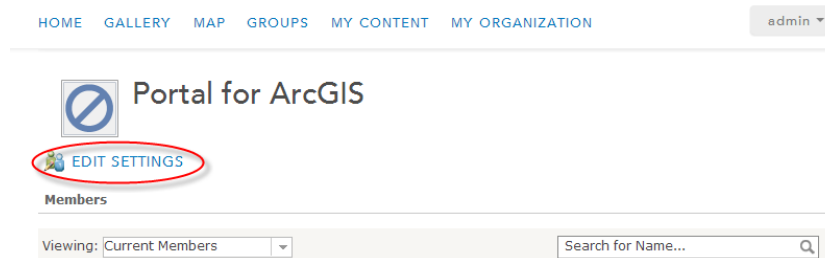 HOME GALLERY MAP GROUPS MY CONTENT MY ORGANIZATION admin
Portal for ArcGIS
EDIT SETTINGS
Members
Viewing: Current Members Search for Name...